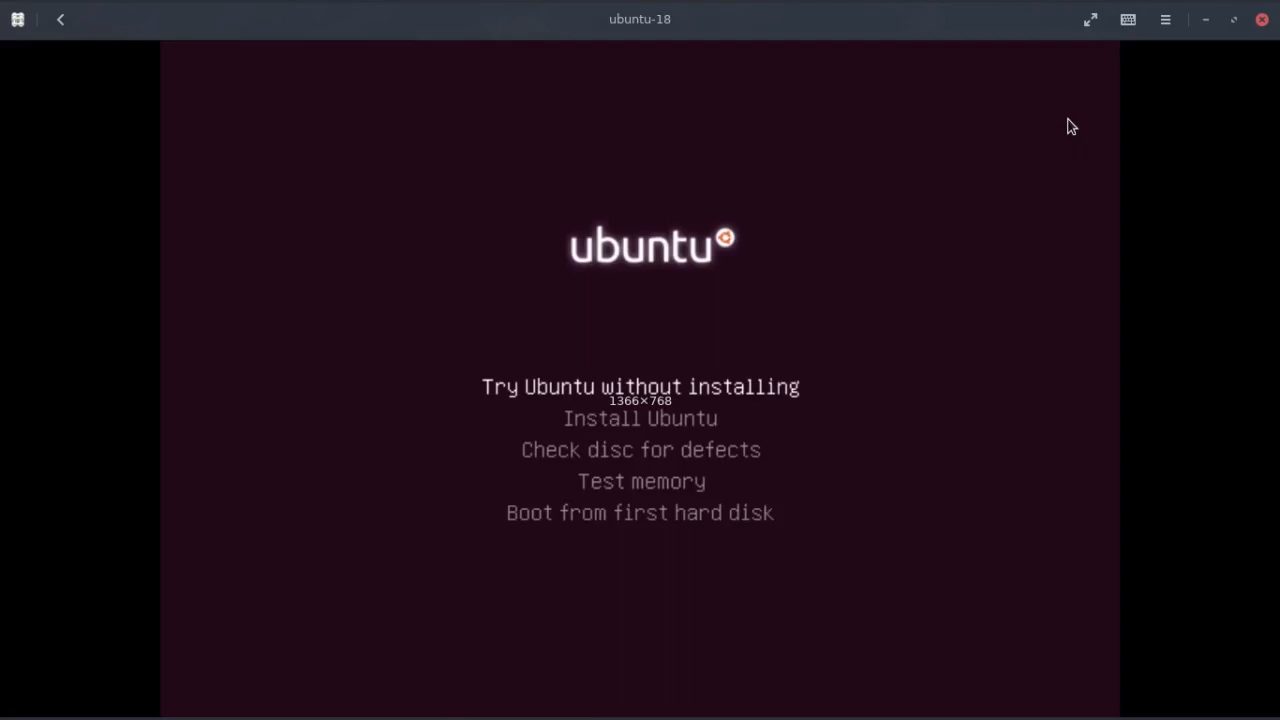 ubuntu-18
ubuntu
Try Ubuntu without installing
1366×768
Install Ubuntu
Check disc for defects
Test memory
Boot from first hard disk